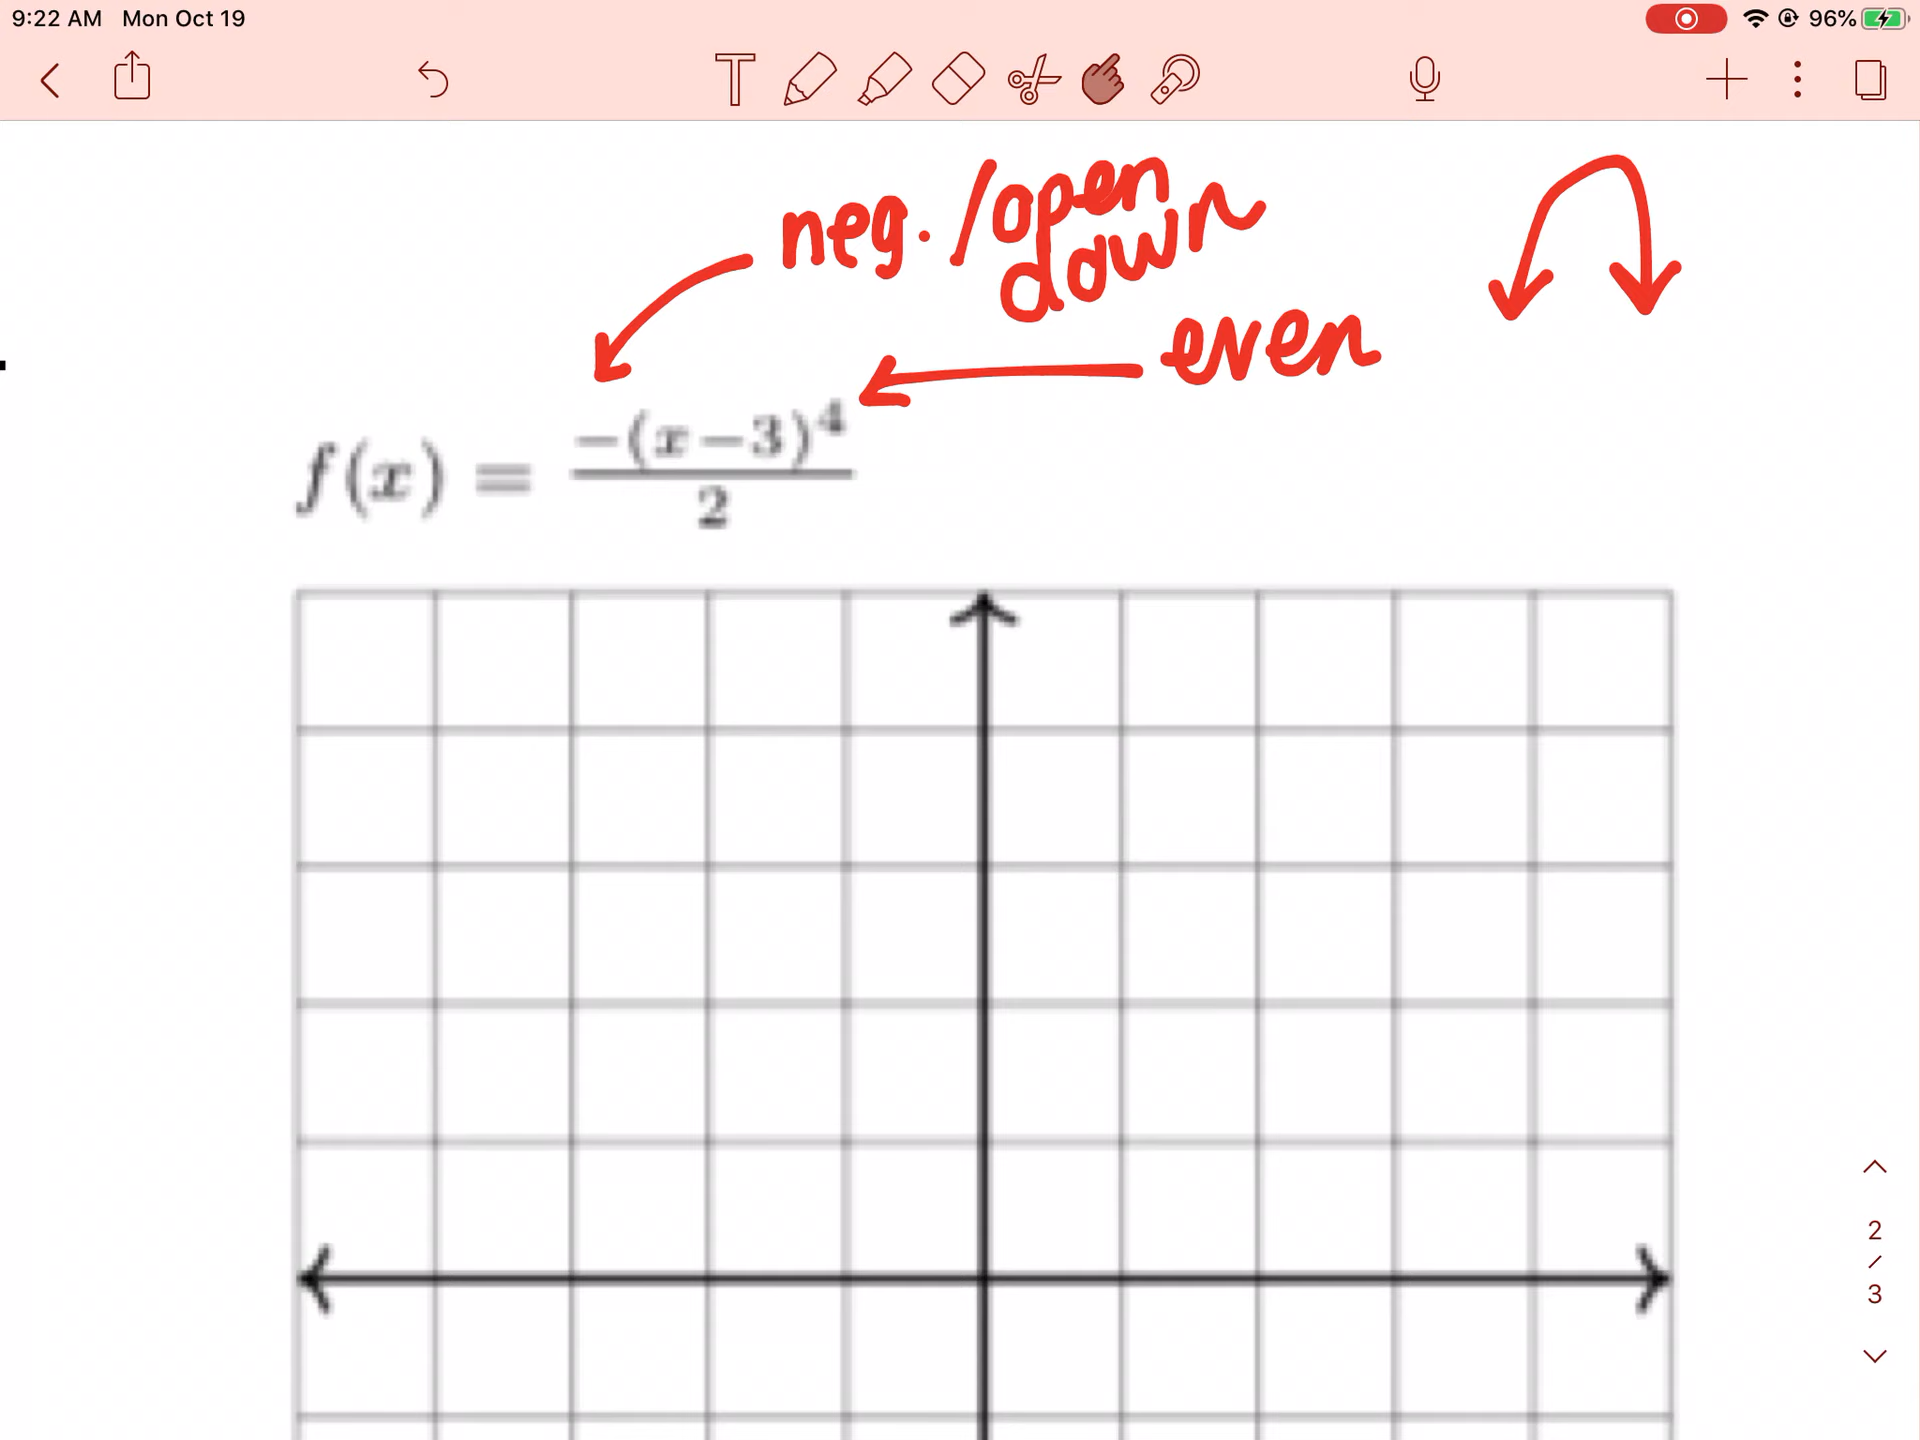 9:22 AM Mon Oct 19
96%
T
neg. / open
down
even
f(x) = -(x-3)^4 / 2
2
/
3